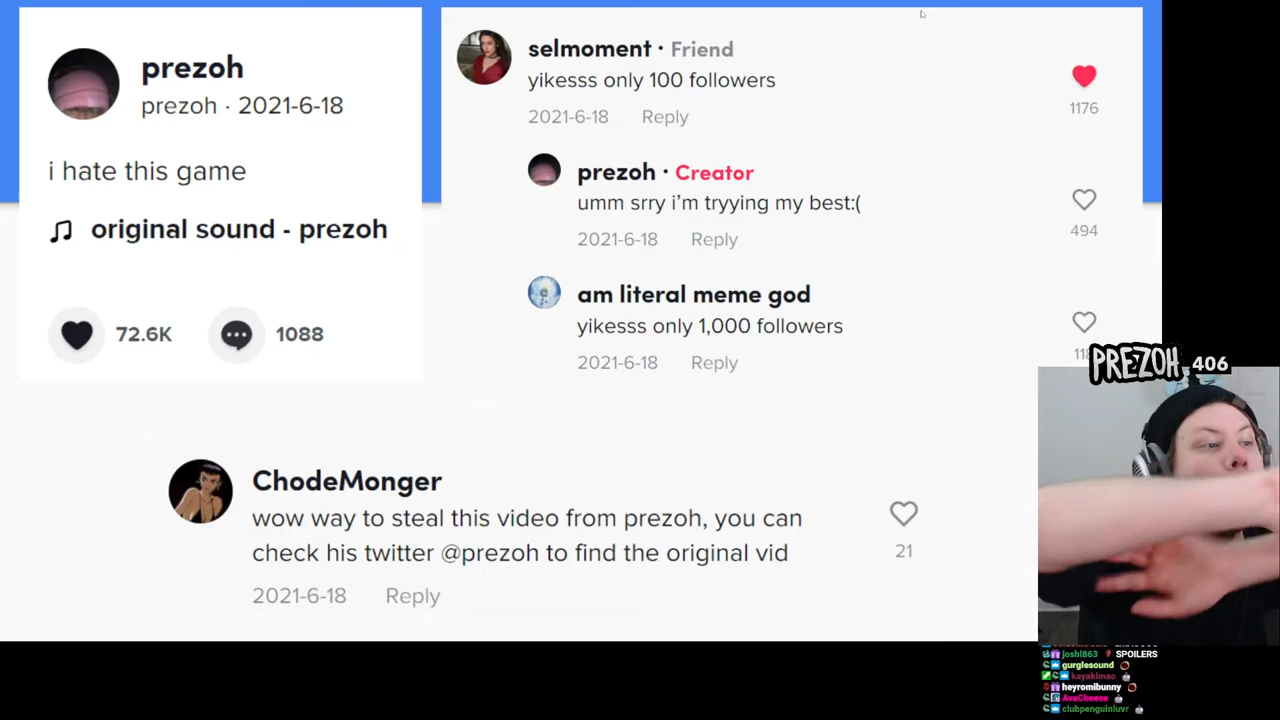 prezoh
prezoh · 2021-6-18
i hate this game
original sound - prezoh
72.6K
1088
selmoment · Friend
yikesss only 100 followers
1176
2021-6-18 Reply
prezoh · Creator
umm srry i'm tryying my best:(
494
2021-6-18 Reply
am literal meme god
yikesss only 1,000 followers
2021-6-18 Reply
ChodeMonger
wow way to steal this video from prezoh, you can
check his twitter @prezoh to find the original vid
21
2021-6-18 Reply
PREZOH 406
joshl863 SPOILERS
gurglesound
kayaklmao
heyromibunny
AvaCheese
clubpenguinluvr